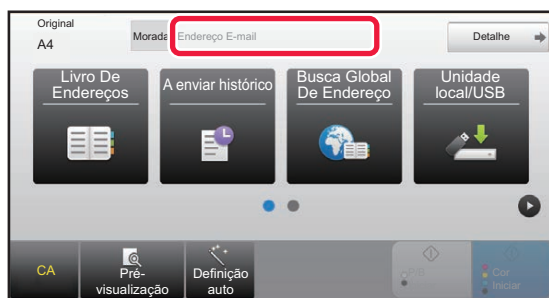 Original
A4
Morada
Endereço E-mail
Detalhe
Livro De
Endereços
A enviar histórico
Busca Global
De Endereço
Unidade
local/USB
CA
Pré-
visualização
Definição
auto
P/B
Iniciar
Cor
Iniciar